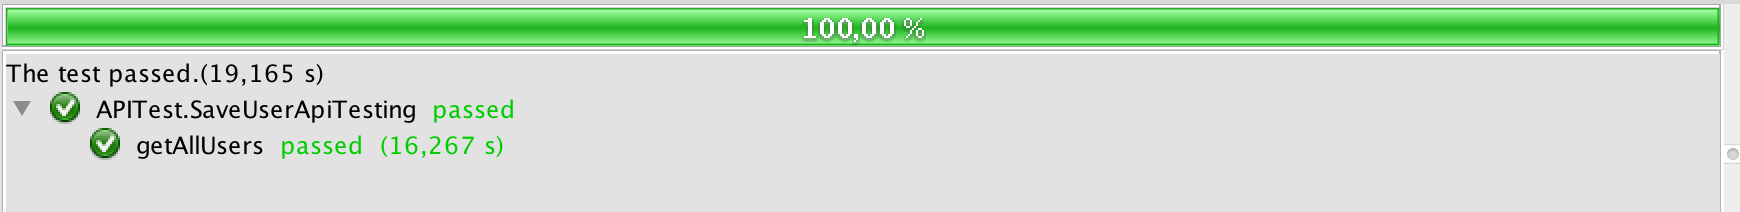 100,00 %
The test passed.(19,165 s)
APITest.SaveUserApiTesting passed
getAllUsers passed (16,267 s)